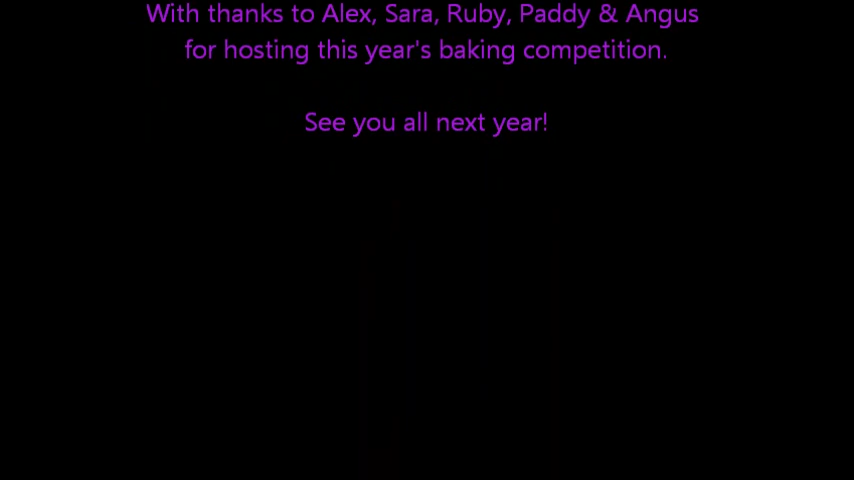 With thanks to Alex, Sara, Ruby, Paddy & Angus
for hosting this year's baking competition.
See you all next year!